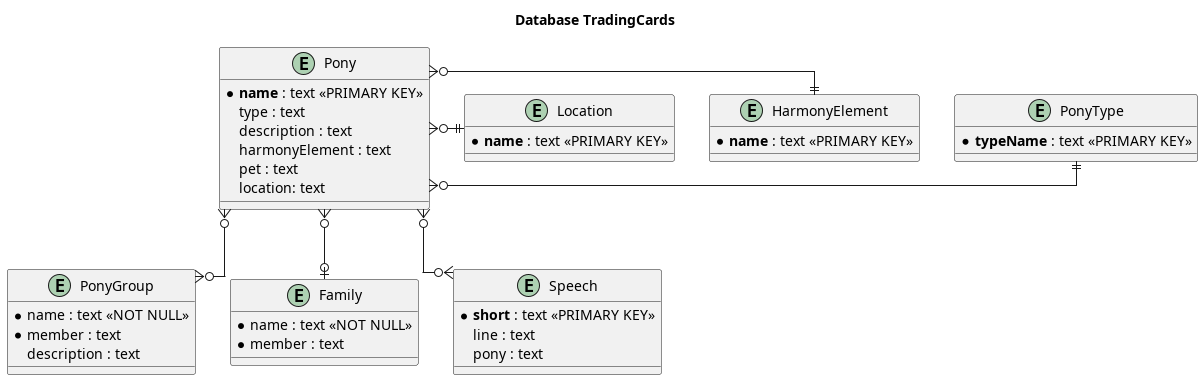 Database TradingCards
E Pony
* name : text «PRIMARY KEY»
type : text
description : text
harmonyElement : text
pet : text
location: text
E Location
* name : text «PRIMARY KEY»
E HarmonyElement
* name : text «PRIMARY KEY»
E PonyType
* typeName : text «PRIMARY KEY»
E PonyGroup
* name : text «NOT NULL»
* member : text
description : text
E Family
* name : text «NOT NULL»
* member : text
E Speech
* short : text «PRIMARY KEY»
line : text
pony : text